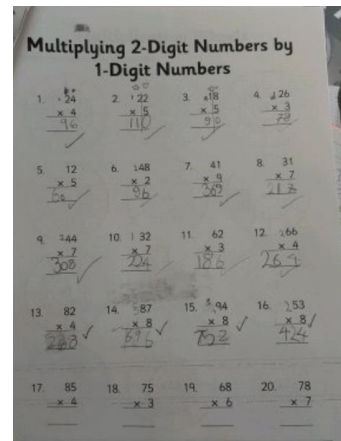 Multiplying 2-Digit Numbers by
1-Digit Numbers
1. 24 2. 22 3. 18 4. 26
x 4 x 5 x 5 x 3
96 110 90 78
5. 12 6. 48 7. 41 8. 31
x 5 x 2 x 9 x 7
60 96 369
9. 44 10. 32 11. 62 12. 66
x 7 x 7 x 3 x 4
308 224 186 264
13. 82 14. 87 15. 94 16. 53
x 4 x 8 x 8 x 8
696 752 424
17. 85 18. 75 19. 68 20. 78
x 4 x 3 x 6 x 7